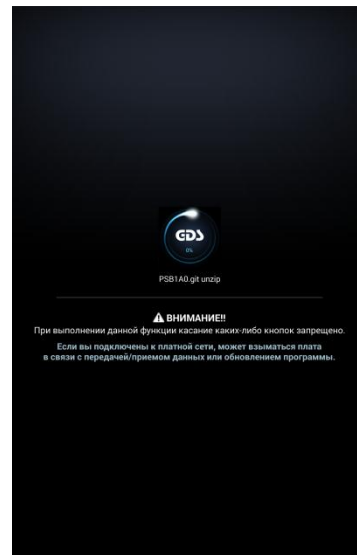 GDS
0%
PSB1A0.git unzip
⚠ ВНИМАНИЕ!!
При выполнении данной функции касание каких-либо кнопок запрещено.
Если вы подключены к платной сети, может взыматься плата
в связи с передачей/приемом данных или обновлением программы.